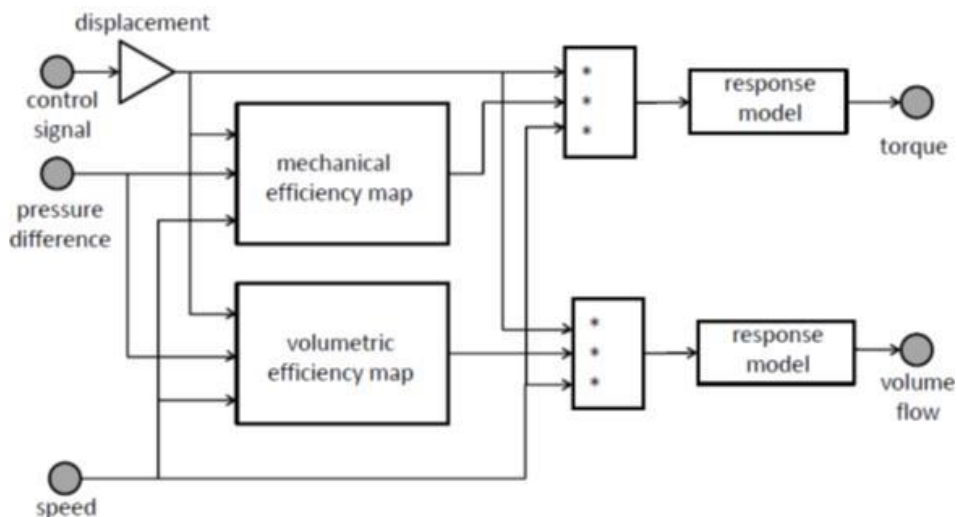 displacement
control
signal
pressure
difference
speed
mechanical
efficiency map
volumetric
efficiency map
*
*
*
*
*
*
response
model
torque
response
model
volume
flow